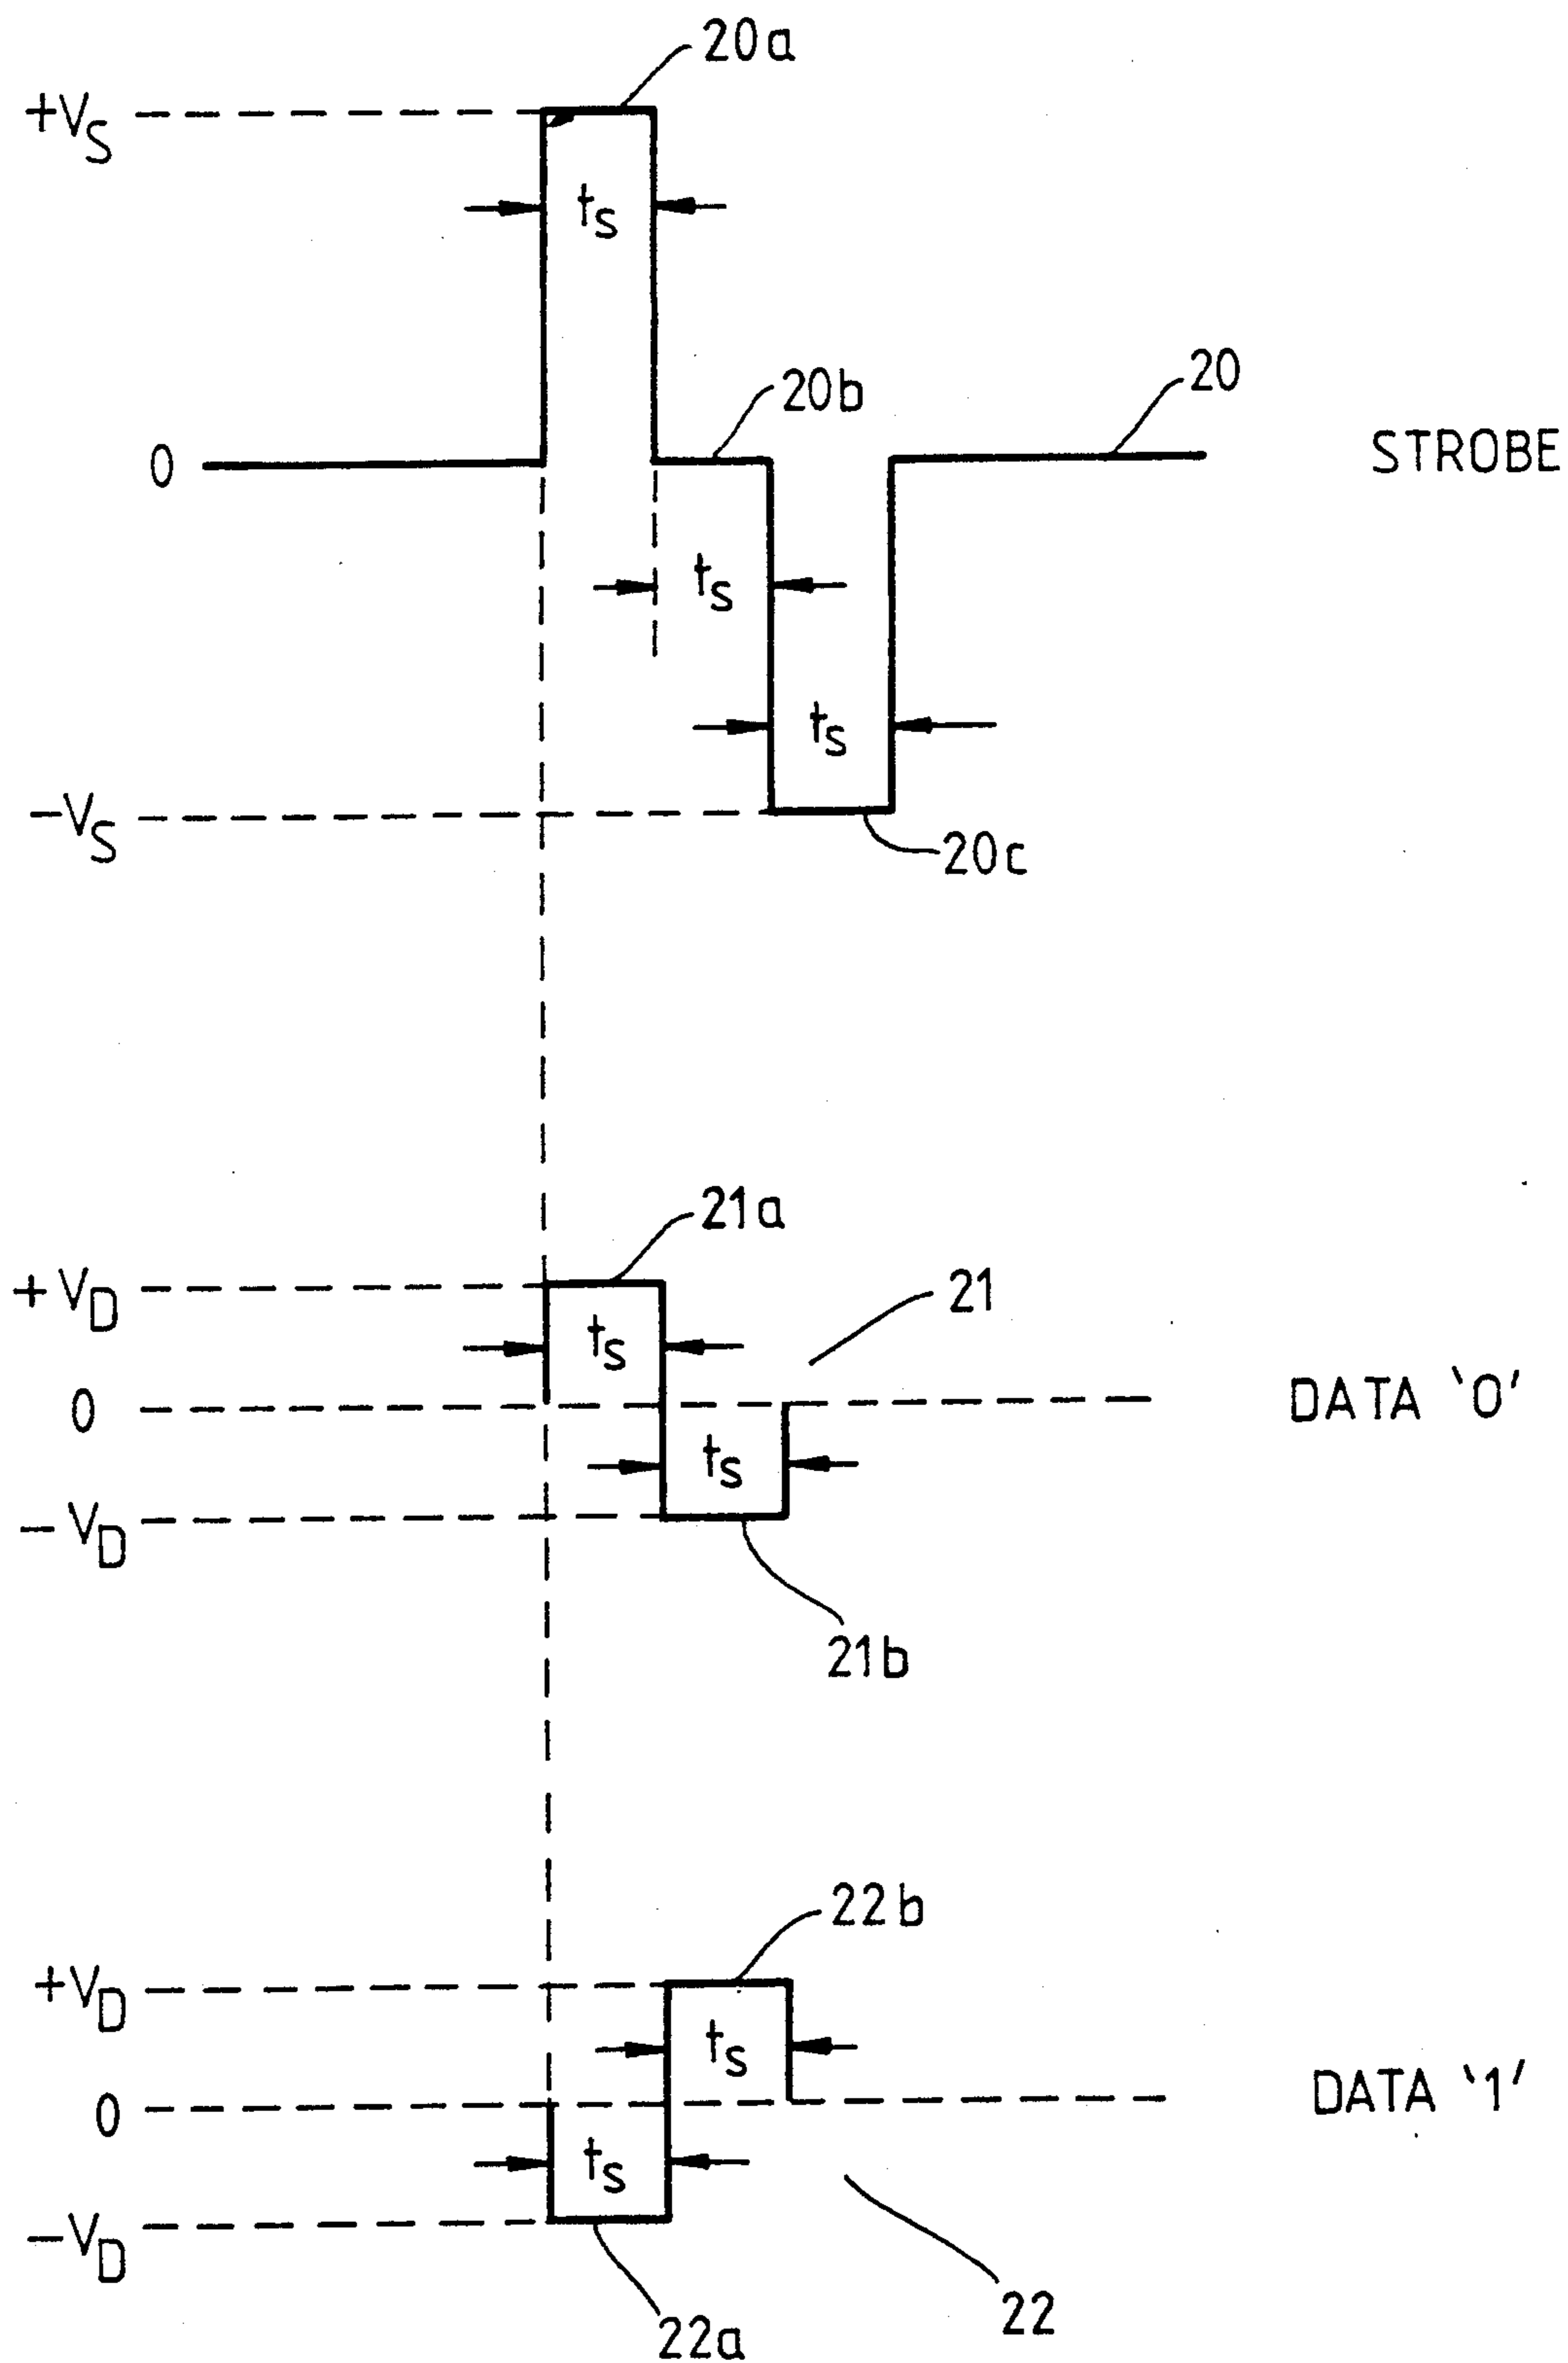 20a
+VS
tS
20b
20
0
STROBE
tS
tS
-VS
20c
21a
+VD
21
tS
0
DATA '0'
tS
-VD
21b
22b
+VD
tS
0
DATA '1'
tS
-VD
22
22a